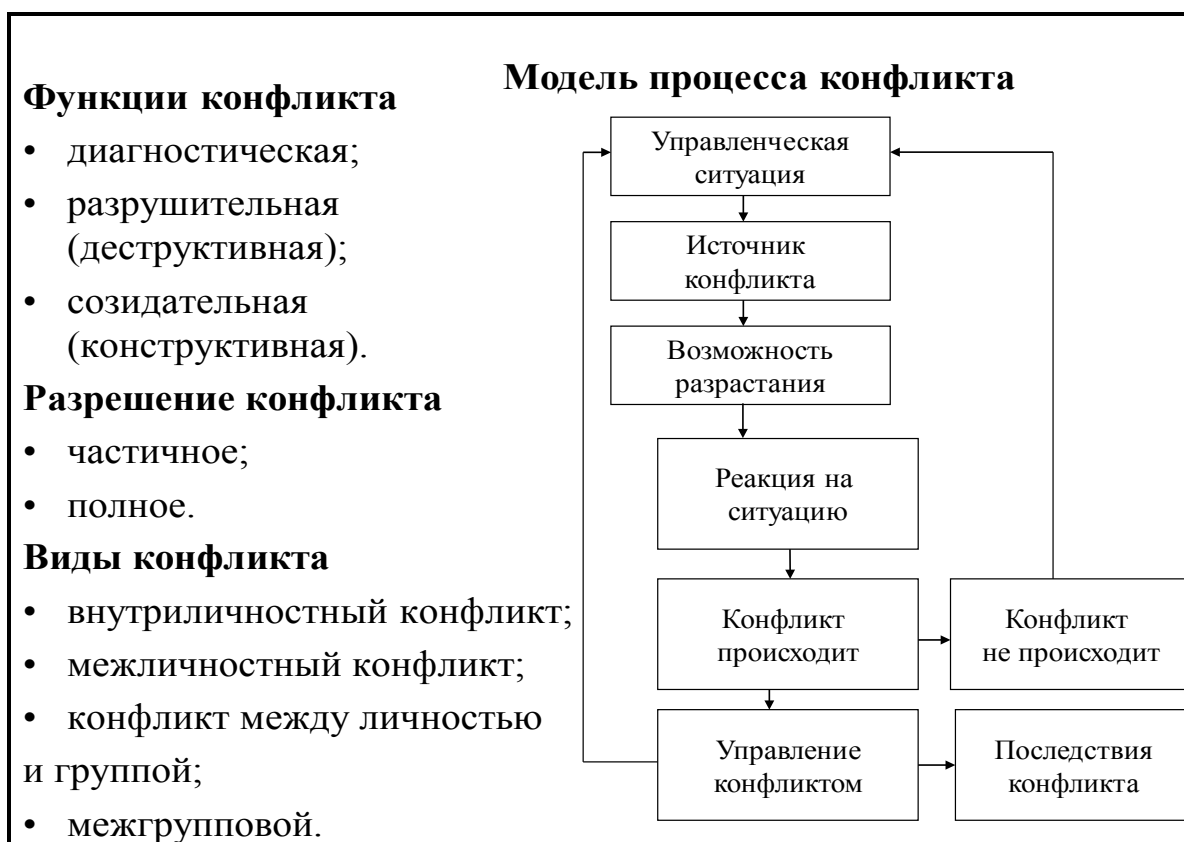 Функции конфликта
• диагностическая;
• разрушительная
(деструктивная);
• созидательная
(конструктивная).
Разрешение конфликта
• частичное;
• полное.
Виды конфликта
• внутриличностный конфликт;
• межличностный конфликт;
• конфликт между личностью
и группой;
• межгрупповой.
Модель процесса конфликта
Управленческая
ситуация
Источник
конфликта
Возможность
разрастания
Реакция на
ситуацию
Конфликт
происходит
Конфликт
не происходит
Управление
конфликтом
Последствия
конфликта